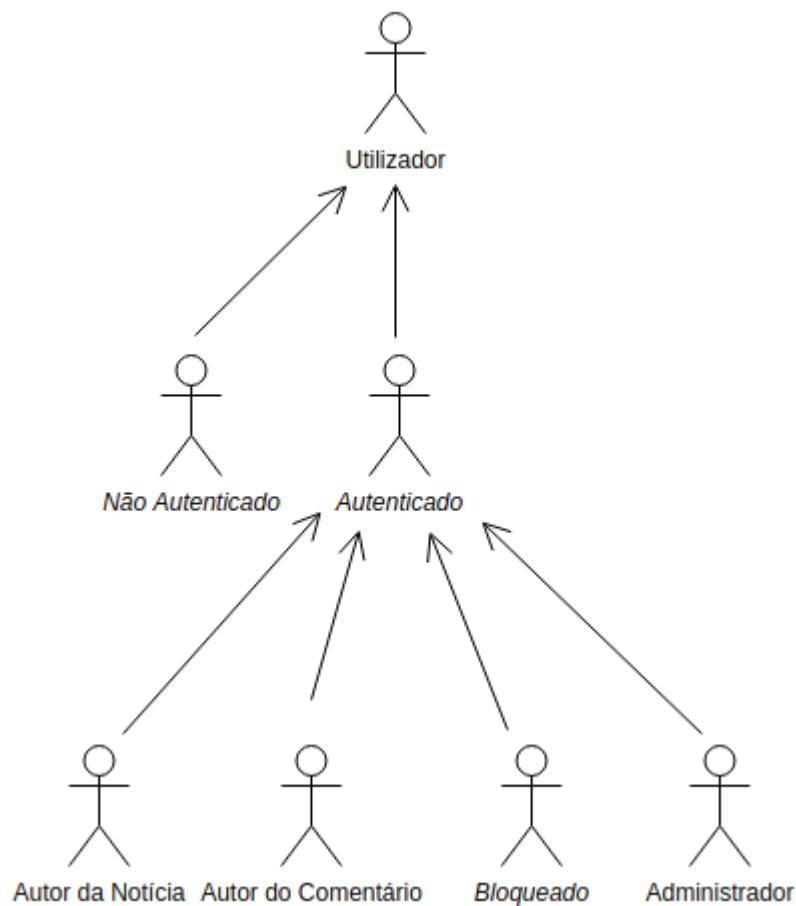 Utilizador
Não Autenticado
Autenticado
Autor da Notícia
Autor do Comentário
Bloqueado
Administrador